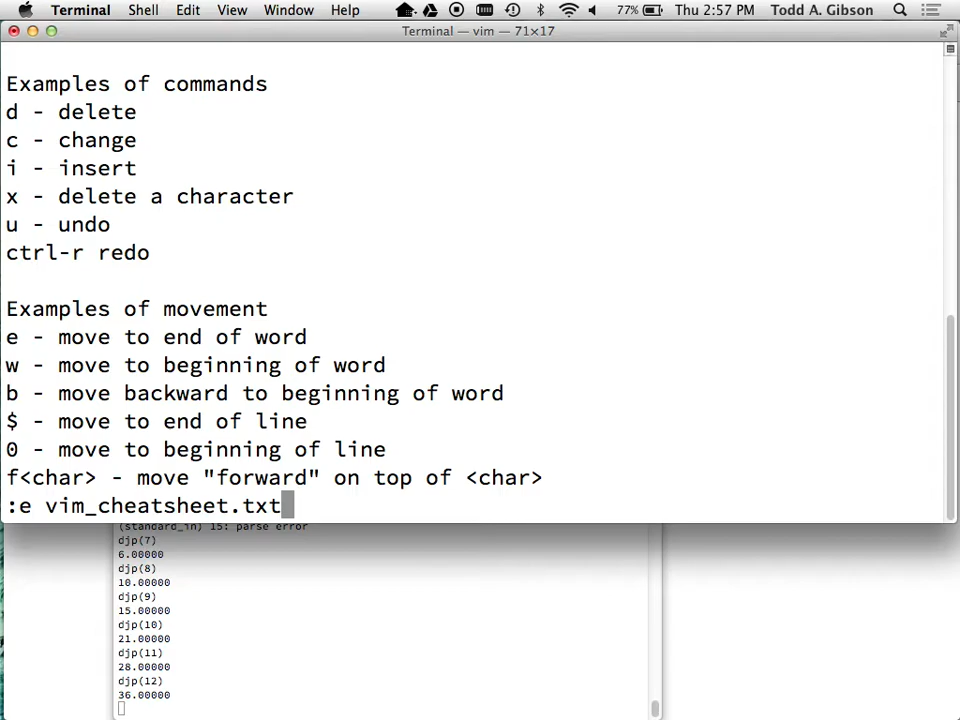 Terminal Shell Edit View Window Help 77% Thu 2:57 PM Todd A. Gibson
Terminal — vim — 71×17
Examples of commands
d - delete
c - change
i - insert
x - delete a character
u - undo
ctrl-r redo
Examples of movement
e - move to end of word
w - move to beginning of word
b - move backward to beginning of word
$ - move to end of line
0 - move to beginning of line
f<char> - move "forward" on top of <char>
:e vim_cheatsheet.txt
(standard_in) 15: parse error
djp(7)
6.00000
djp(8)
10.00000
djp(9)
15.00000
djp(10)
21.00000
djp(11)
28.00000
djp(12)
36.00000